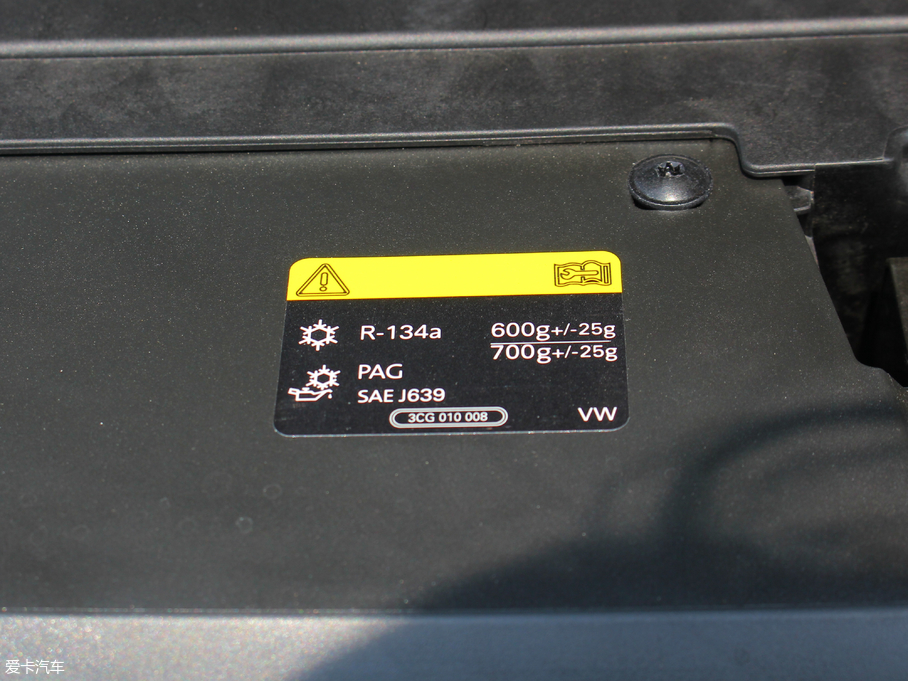 R-134a 600g+/-25g
700g+/-25g
PAG
SAE J639
3CG 010 008
VW
爱卡汽车